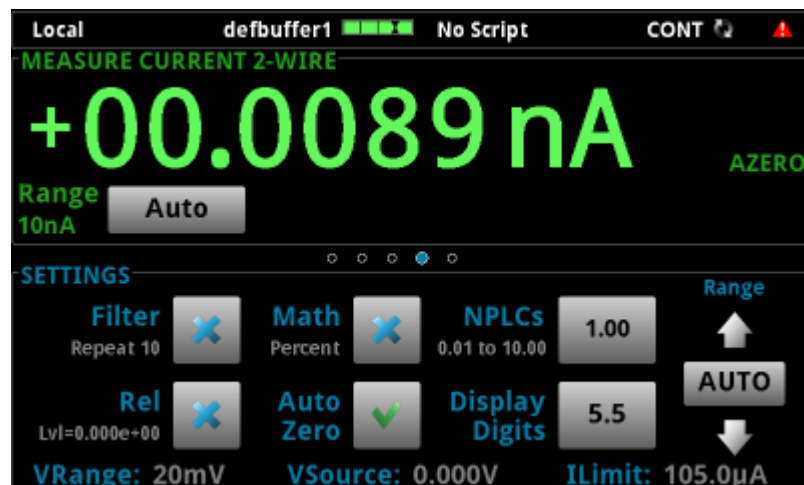 Local defbuffer1 No Script CONT
MEASURE CURRENT 2-WIRE
+00.0089 nA
AZERO
Range
10nA
Auto
SETTINGS
Range
Filter
Repeat 10
Math
Percent
NPLCs
0.01 to 10.00
1.00
AUTO
Rel
Lvl=0.000e+00
Auto
Zero
Display
Digits
5.5
VRange: 20mV VSource: 0.000V ILimit: 105.0µA